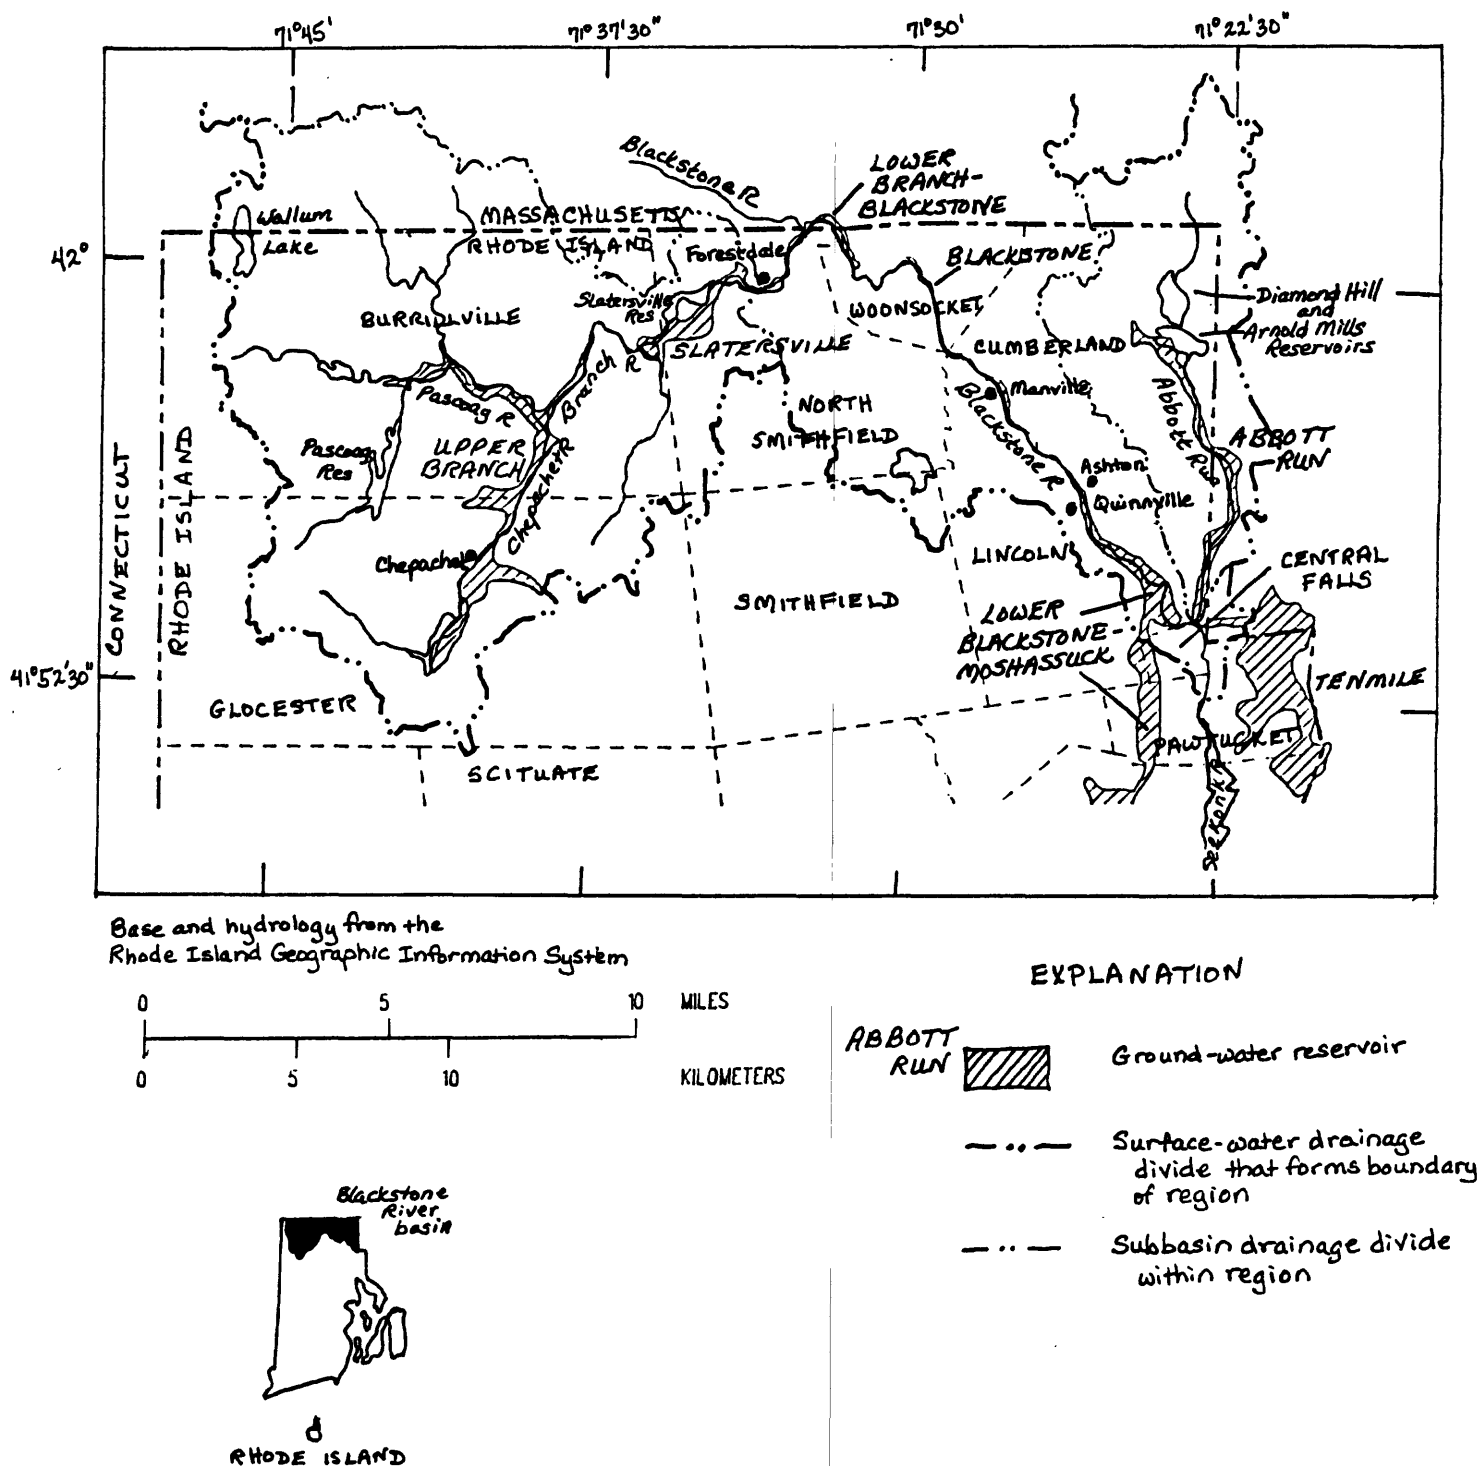 71°45'
71°37'30"
71°30'
71°22'30"
Blackstone R
LOWER
BRANCH-
BLACKSTONE
Wallum
Lake
MASSACHUSETTS
RHODE ISLAND
42°
Forestdale
BLACKSTONE
Slatersville
Res
WOONSOCKET
Diamond Hill
and
Arnold Mills
Reservoirs
BURRILLVILLE
SLATERSVILLE
CUMBERLAND
Branch R
Pascoag R
Manville
NORTH
SMITHFIELD
Blackstone R
Abbott Run
ABBOTT
RUN
Pascoag
Res
UPPER
BRANCH
Chepachet R
Ashton
Quinnville
CONNECTICUT
RHODE ISLAND
Chepachet
LINCOLN
CENTRAL
FALLS
SMITHFIELD
LOWER
BLACKSTONE-
MOSHASSUCK
41°52'30"
TENMILE
GLOCESTER
PAWTUCKET
SCITUATE
Seekonk R
Base and hydrology from the
Rhode Island Geographic Information System
0 5 10 MILES
0 5 10 KILOMETERS
EXPLANATION
ABBOTT
RUN
Ground-water reservoir
Surface-water drainage
divide that forms boundary
of region
Subbasin drainage divide
within region
Blackstone
River
basin
RHODE ISLAND